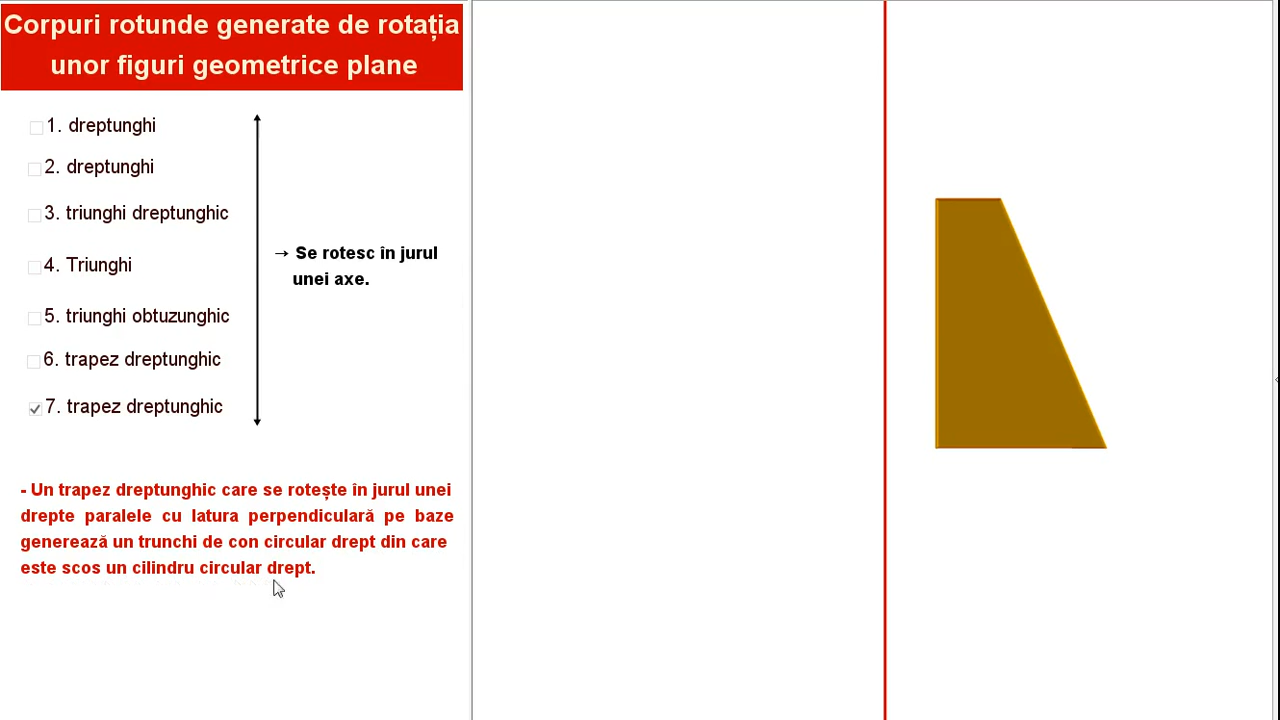 Corpuri rotunde generate de rotația
unor figuri geometrice plane
1. dreptunghi
2. dreptunghi
3. triunghi dreptunghic
4. Triunghi
5. triunghi obtuzunghic
6. trapez dreptunghic
7. trapez dreptunghic
→ Se rotesc în jurul
unei axe.
- Un trapez dreptunghic care se rotește în jurul unei
drepte paralele cu latura perpendiculară pe baze
generează un trunchi de con circular drept din care
este scos un cilindru circular drept.